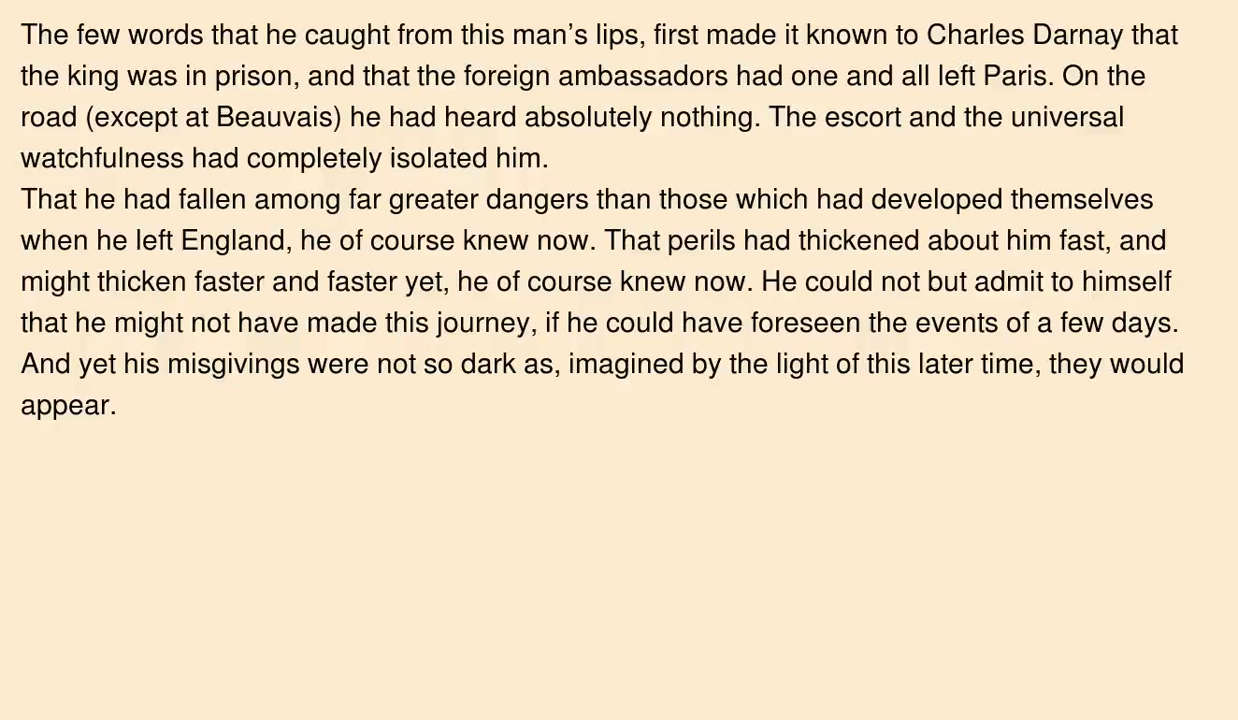 The few words that he caught from this man’s lips, first made it known to Charles Darnay that
the king was in prison, and that the foreign ambassadors had one and all left Paris. On the
road (except at Beauvais) he had heard absolutely nothing. The escort and the universal
watchfulness had completely isolated him.
That he had fallen among far greater dangers than those which had developed themselves
when he left England, he of course knew now. That perils had thickened about him fast, and
might thicken faster and faster yet, he of course knew now. He could not but admit to himself
that he might not have made this journey, if he could have foreseen the events of a few days.
And yet his misgivings were not so dark as, imagined by the light of this later time, they would
appear.